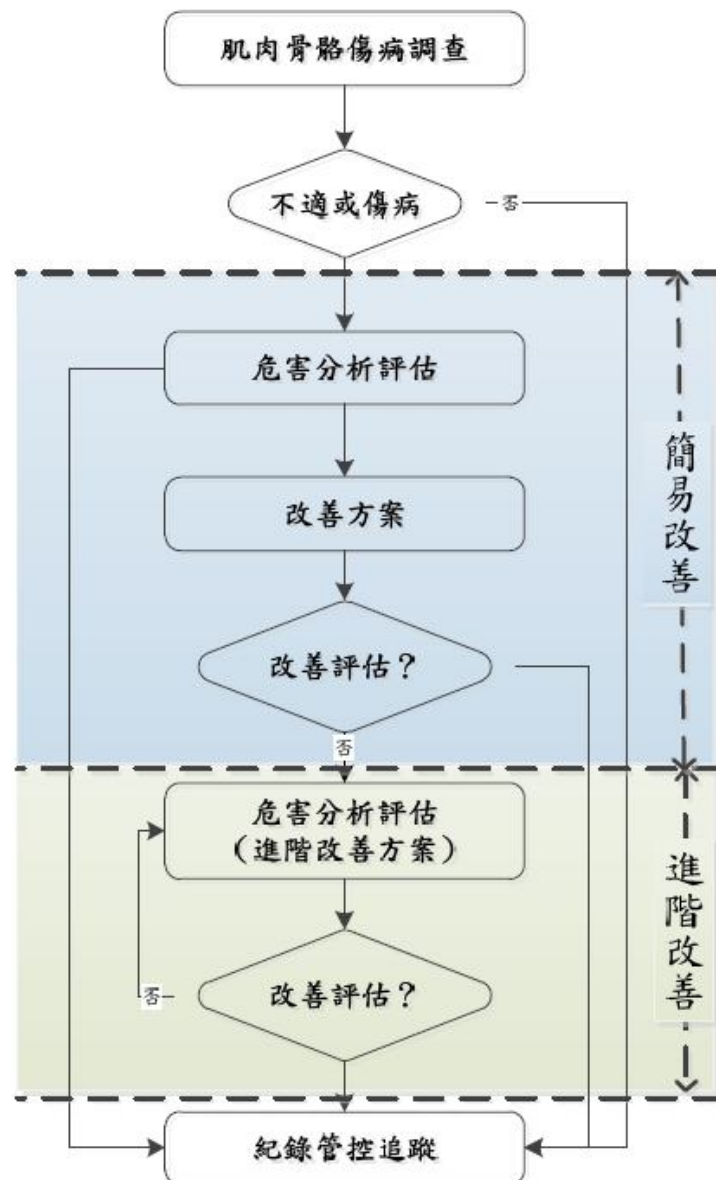 肌肉骨骼傷病調查
不適或傷病
否
危害分析評估
改善方案
改善評估？
否
簡易改善
危害分析評估
（進階改善方案）
改善評估？
否
進階改善
紀錄管控追蹤